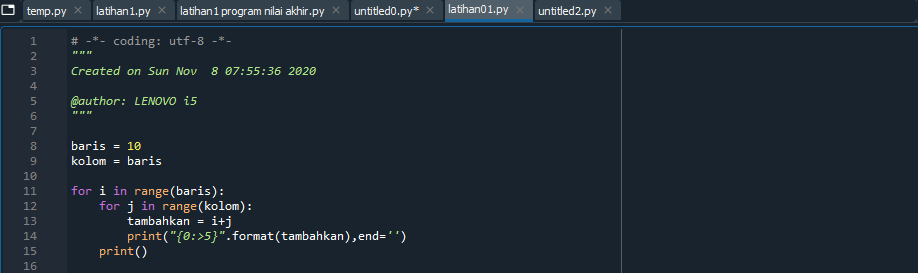 temp.py latihan1.py latihan1 program nilai akhir.py untitled0.py* latihan01.py untitled2.py
1 # -*- coding: utf-8 -*-
2 """
3 Created on Sun Nov  8 07:55:36 2020
4
5 @author: LENOVO i5
6 """
7
8 baris = 10
9 kolom = baris
10
11 for i in range(baris):
12     for j in range(kolom):
13         tambahkan = i+j
14         print("{0:>5}".format(tambahkan),end='')
15     print()
16